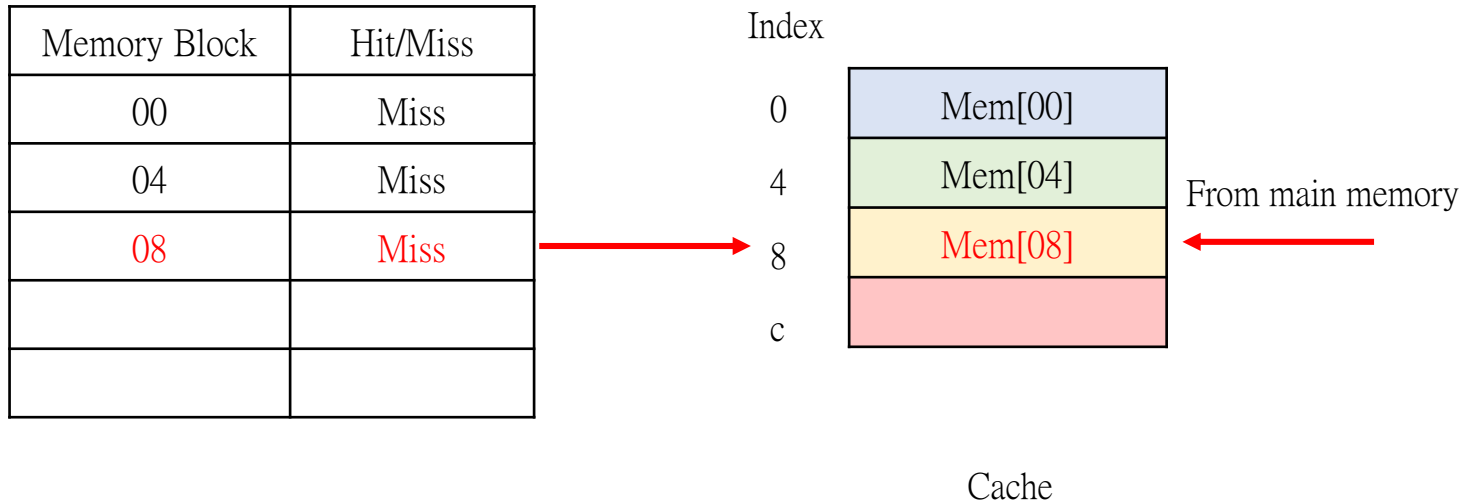 Memory Block Hit/Miss
00 Miss
04 Miss
08 Miss
Index
0 Mem[00]
4 Mem[04]
8 Mem[08]
c
From main memory
Cache